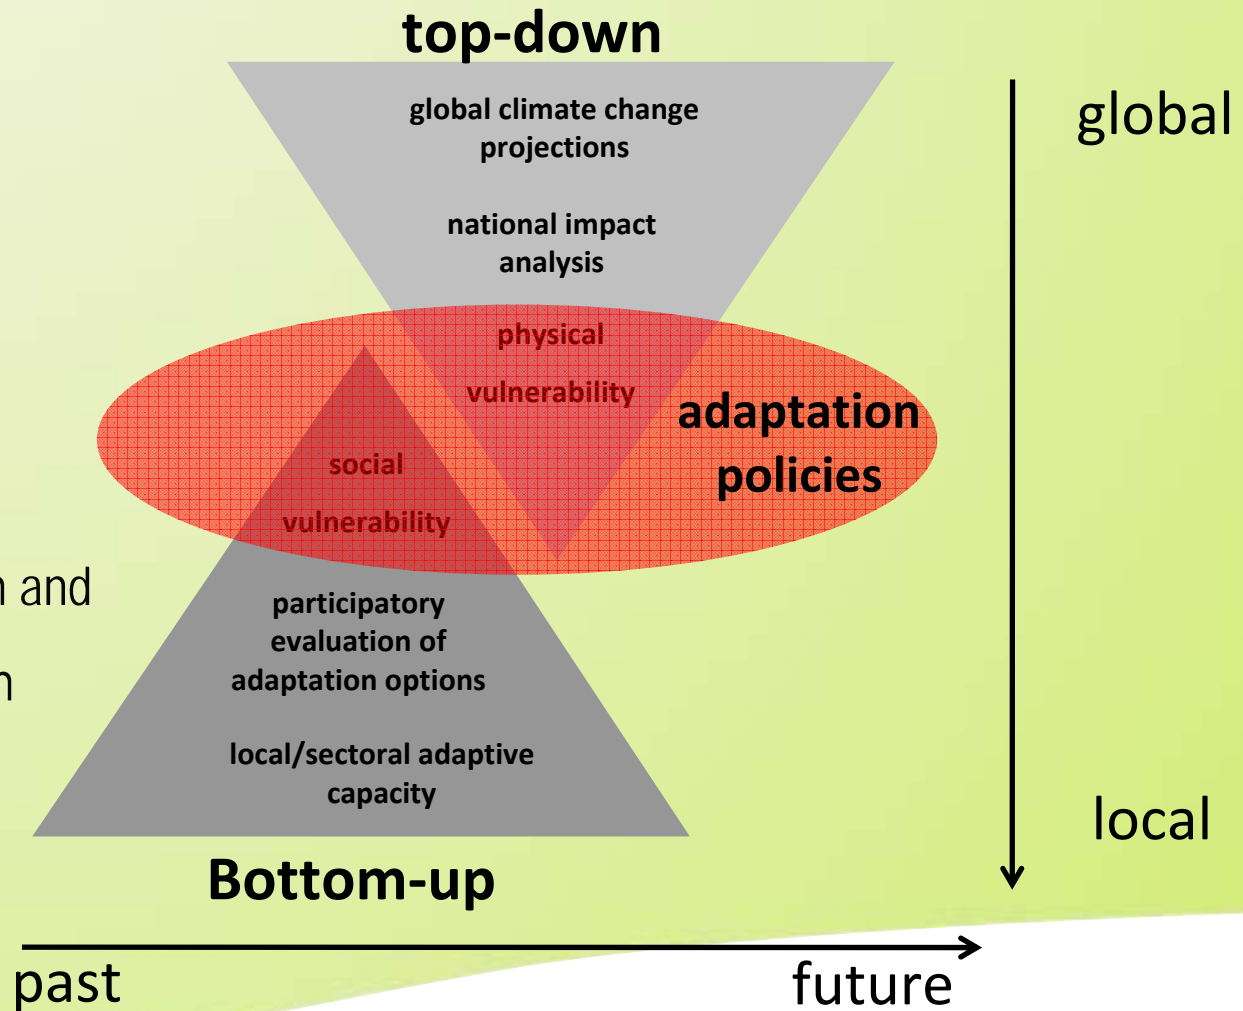 top-down
global climate change
projections
national impact
analysis
global
physical
vulnerability
adaptation
policies
social
vulnerability
and
participatory
evaluation of
adaptation options
local/sectoral adaptive
capacity
local
Bottom-up
past
future